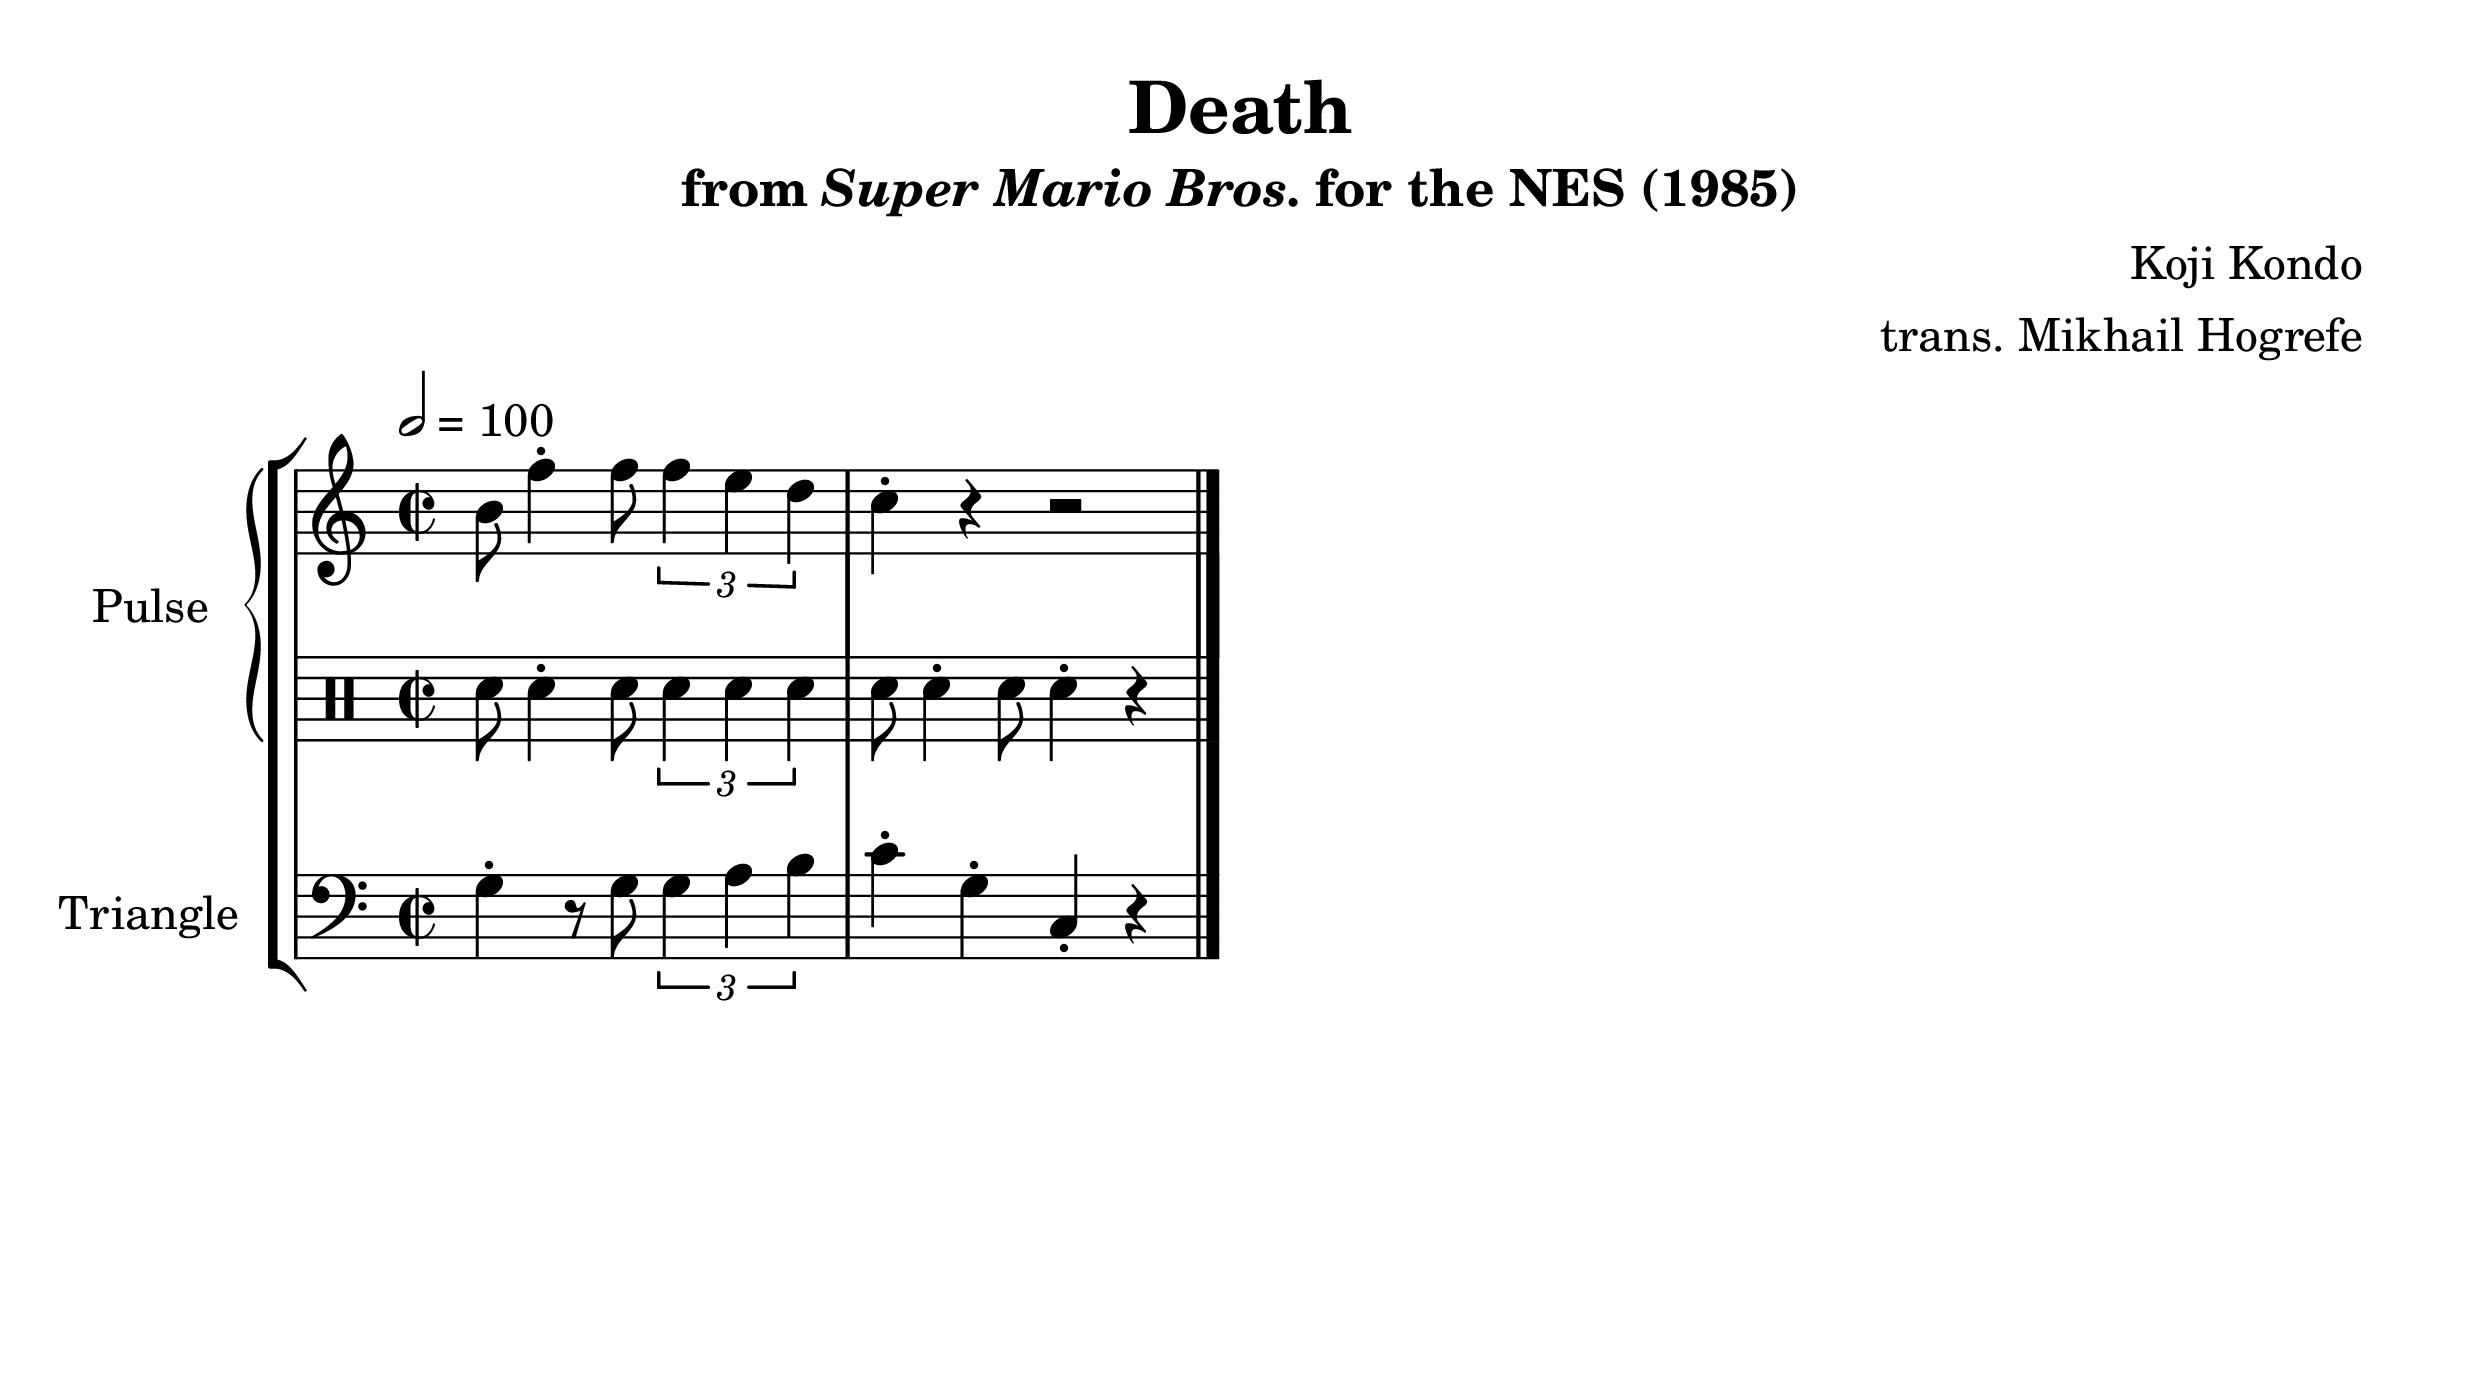 Death
from Super Mario Bros. for the NES (1985)
Koji Kondo
trans. Mikhail Hogrefe
= 100
Pulse
3
3
Triangle
3